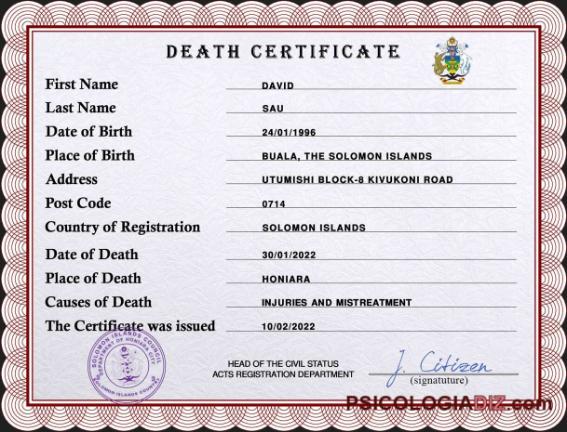 DEATH CERTIFICATE
First Name DAVID
Last Name SAU
Date of Birth 24/01/1996
Place of Birth BUALA, THE SOLOMON ISLANDS
Address UTUMISHI BLOCK-8 KIVUKONI ROAD
Post Code 0714
Country of Registration SOLOMON ISLANDS
Date of Death 30/01/2022
Place of Death HONIARA
Causes of Death INJURIES AND MISTREATMENT
The Certificate was issued 10/02/2022
SOLOMON ISLANDS COUNCIL
DEPARTMENT OF HONIARA CITY
SOLOMON ISLANDS COUNTRY
HEAD OF THE CIVIL STATUS
ACTS REGISTRATION DEPARTMENT
J. Citizen
(signatuture)
PSICOLOGIADIZ.com